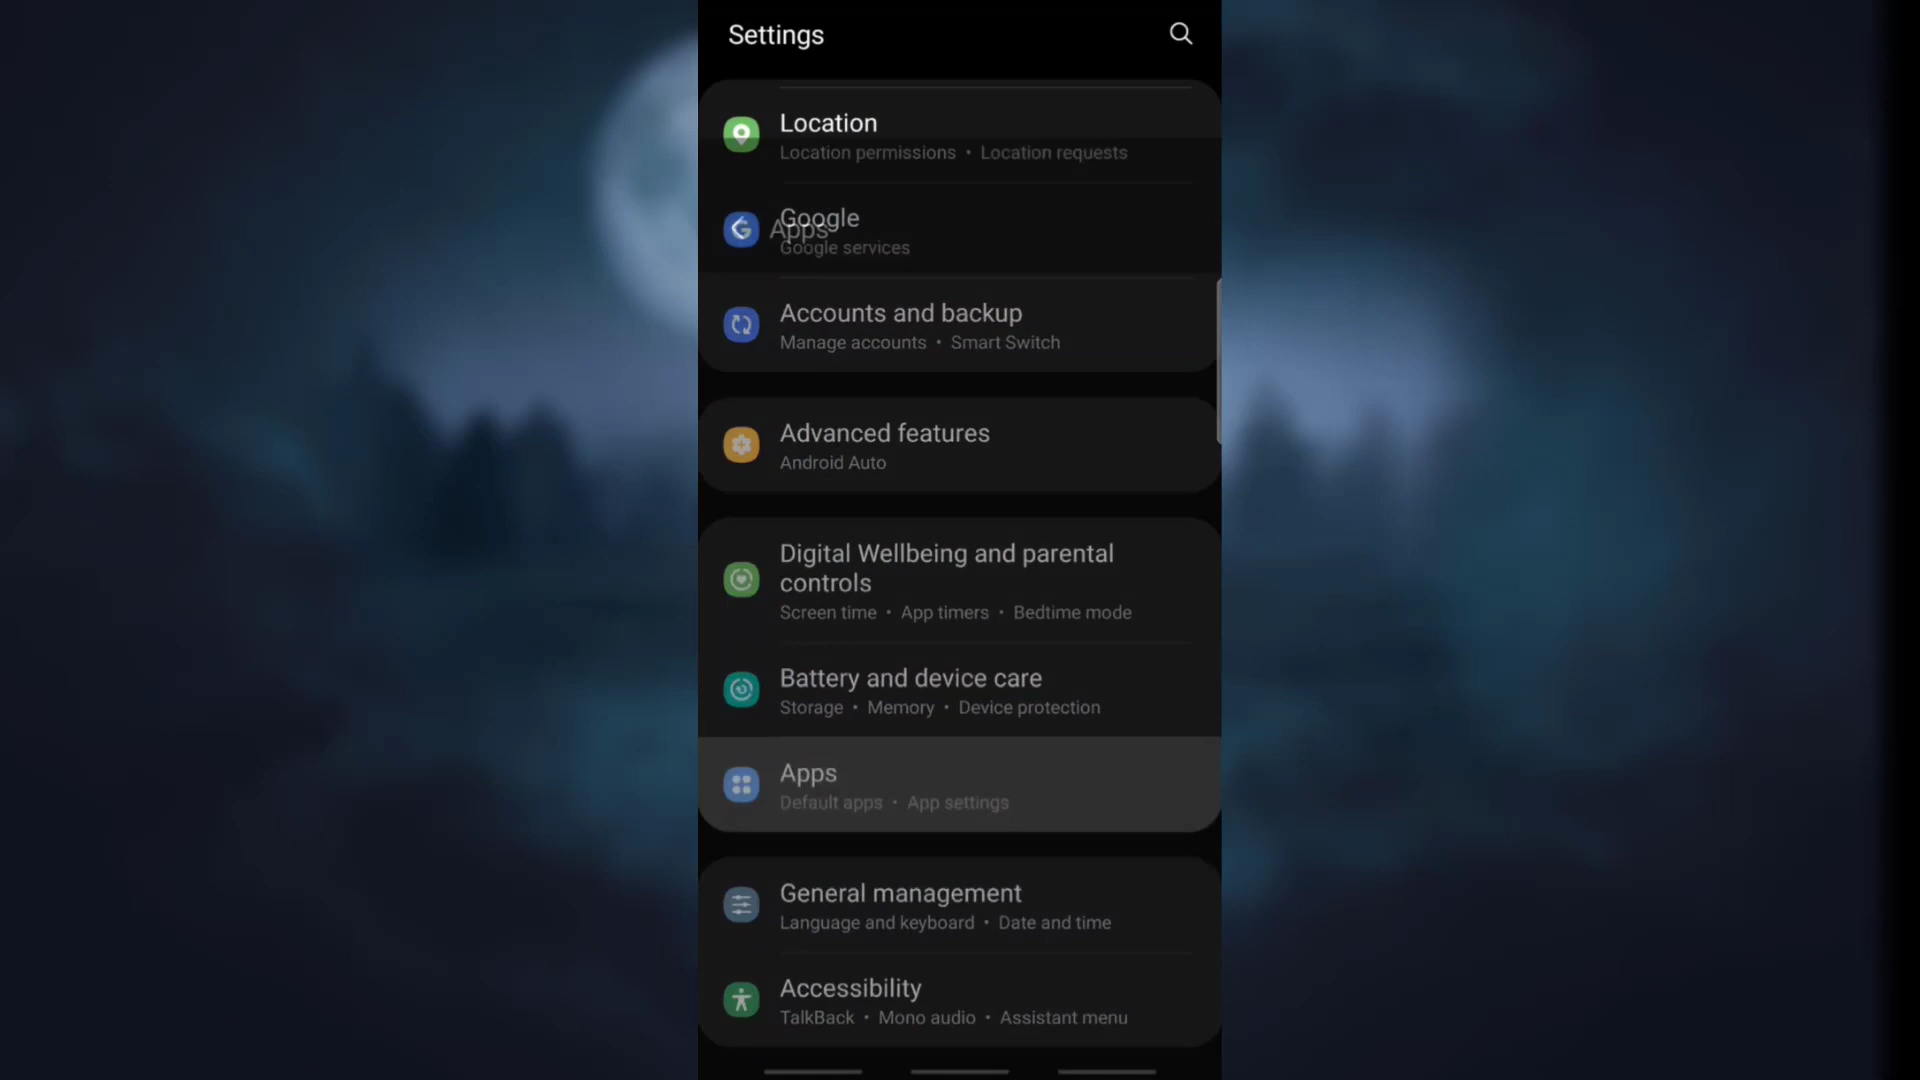 Settings
Location
Location permissions • Location requests
Google
Apps
Google services
Accounts and backup
Manage accounts • Smart Switch
Advanced features
Android Auto
Digital Wellbeing and parental
controls
Screen time • App timers • Bedtime mode
Battery and device care
Storage • Memory • Device protection
Apps
Default apps • App settings
General management
Language and keyboard • Date and time
Accessibility
TalkBack • Mono audio • Assistant menu